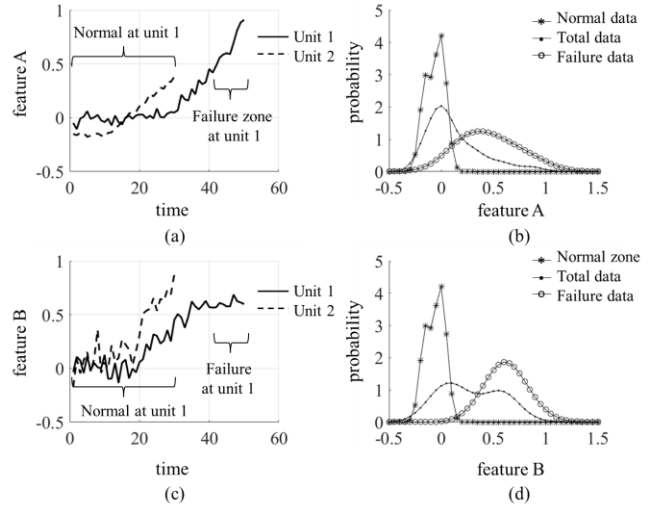 1
0.5
0
-0.5
0
20
40
60
feature A
time
Normal at unit 1
Failure zone
at unit 1
Unit 1
Unit 2
(a)
5
4
3
2
1
0
-0.5
0
0.5
1
1.5
probability
feature A
Normal data
Total data
Failure data
(b)
1
0.5
0
-0.5
0
20
40
60
feature B
time
Normal at unit 1
Failure
at unit 1
Unit 1
Unit 2
(c)
5
4
3
2
1
0
-0.5
0
0.5
1
1.5
probability
feature B
Normal zone
Total data
Failure data
(d)